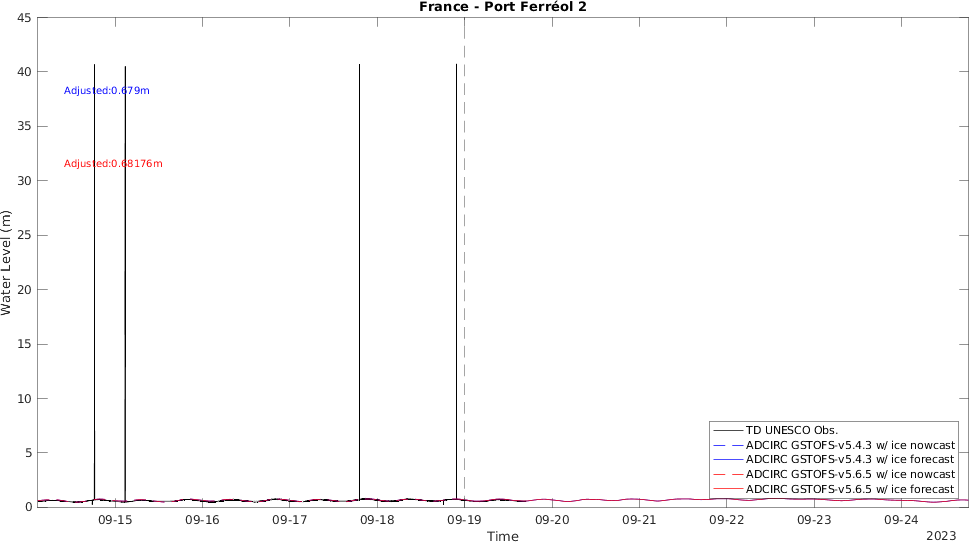 France - Port Ferréol 2
45
40
35
30
25
20
15
10
5
0
Water Level (m)
Adjusted:0.679m
Adjusted:0.68176m
TD UNESCO Obs.
ADCIRC GSTOFS-v5.4.3 w/ ice nowcast
ADCIRC GSTOFS-v5.4.3 w/ ice forecast
ADCIRC GSTOFS-v5.6.5 w/ ice nowcast
ADCIRC GSTOFS-v5.6.5 w/ ice forecast
09-15 09-16 09-17 09-18 09-19 09-20 09-21 09-22 09-23 09-24
Time
2023